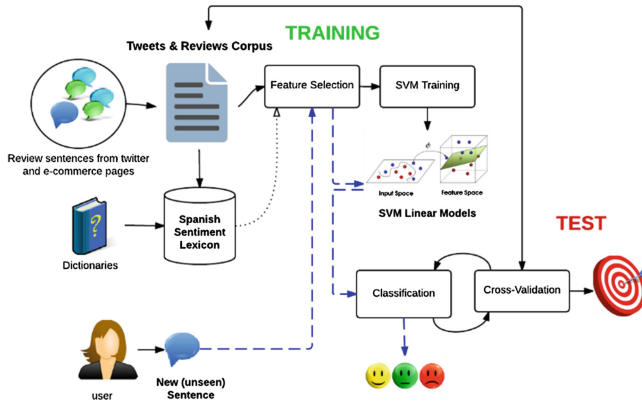 TRAINING
Tweets & Reviews Corpus
Feature Selection
SVM Training
Review sentences from twitter
and e-commerce pages
Φ
Input Space
Feature Space
SVM Linear Models
Spanish
Sentiment
Lexicon
?
Dictionaries
TEST
Classification
Cross-Validation
user
New (unseen)
Sentence